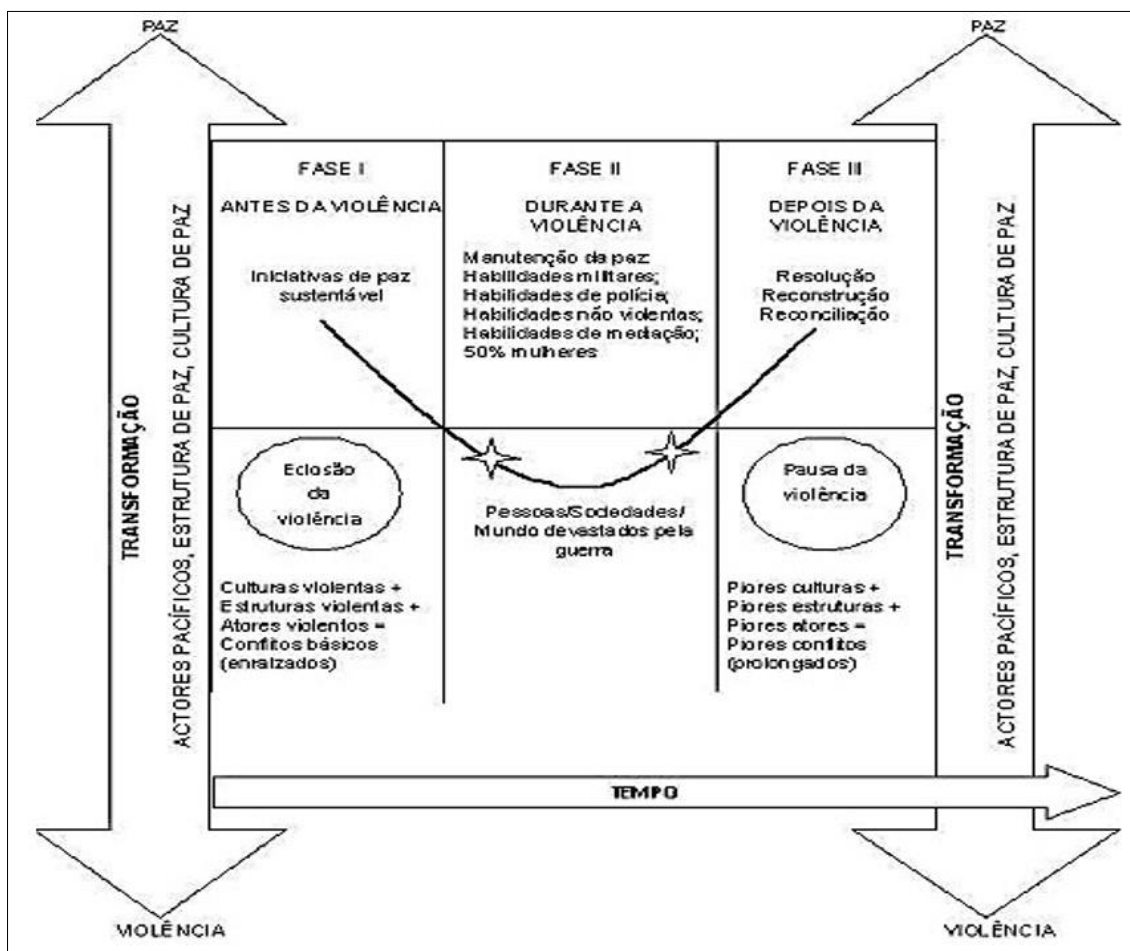 PAZ
PAZ
TRANSFORMAÇÃO
ACTORES PACÍFICOS, ESTRUTURA DE PAZ, CULTURA DE PAZ
FASE I
ANTES DA VIOLÊNCIA
Iniciativas de paz
sustentável
FASE II
DURANTE A
VIOLÊNCIA
Manutenção da paz
Habilidades militares;
Habilidades de polícia;
Habilidades não violentas;
Habilidades de mediação;
50% mulheres
FASE III
DEPOIS DA
VIOLÊNCIA
Resolução
Reconstrução
Reconciliação
Eclosão
da
violência
Culturas violentas +
Estruturas violentas +
Atores violentos =
Conflitos básicos
(enraizados)
Pessoas/Sociedades/
Mundo devastados pela
guerra
Pausa da
violência
Piores culturas +
Piores estruturas +
Piores atores =
Piores conflitos
(prolongados)
TRANSFORMAÇÃO
ACTORES PACÍFICOS, ESTRUTURA DE PAZ, CULTURA DE PAZ
TEMPO
VIOLÊNCIA
VIOLÊNCIA